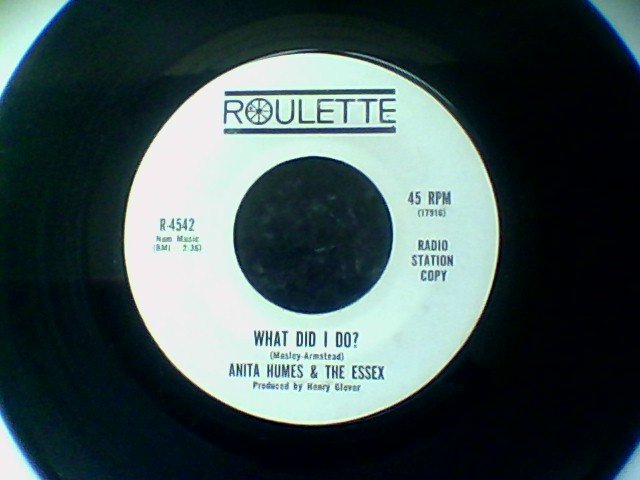 ROULETTE
R-4542
Nom Music
(BMI 2:35)
45 RPM
(17916)
RADIO
STATION
COPY
WHAT DID I DO?
(Mosley-Armstead)
ANITA HUMES & THE ESSEX
Produced by Henry Glover